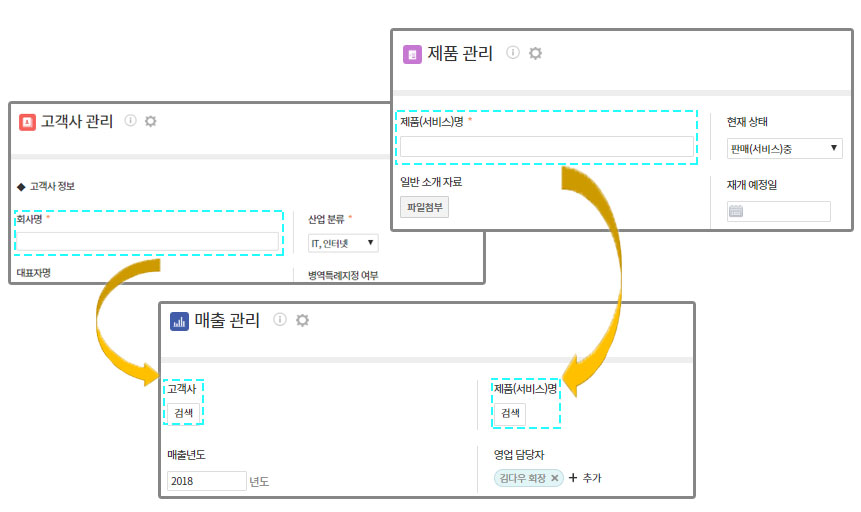 제품 관리
제품(서비스)명 *
현재 상태
판매(서비스)중
일반 소개 자료
파일첨부
재개 예정일
고객사 관리
◆ 고객사 정보
회사명 *
산업 분류 *
IT, 인터넷
대표자명
병역특례지정 여부
매출 관리
고객사
검색
제품(서비스)명
검색
매출년도
2018 년도
영업 담당자
김다우 회장 ✕ + 추가